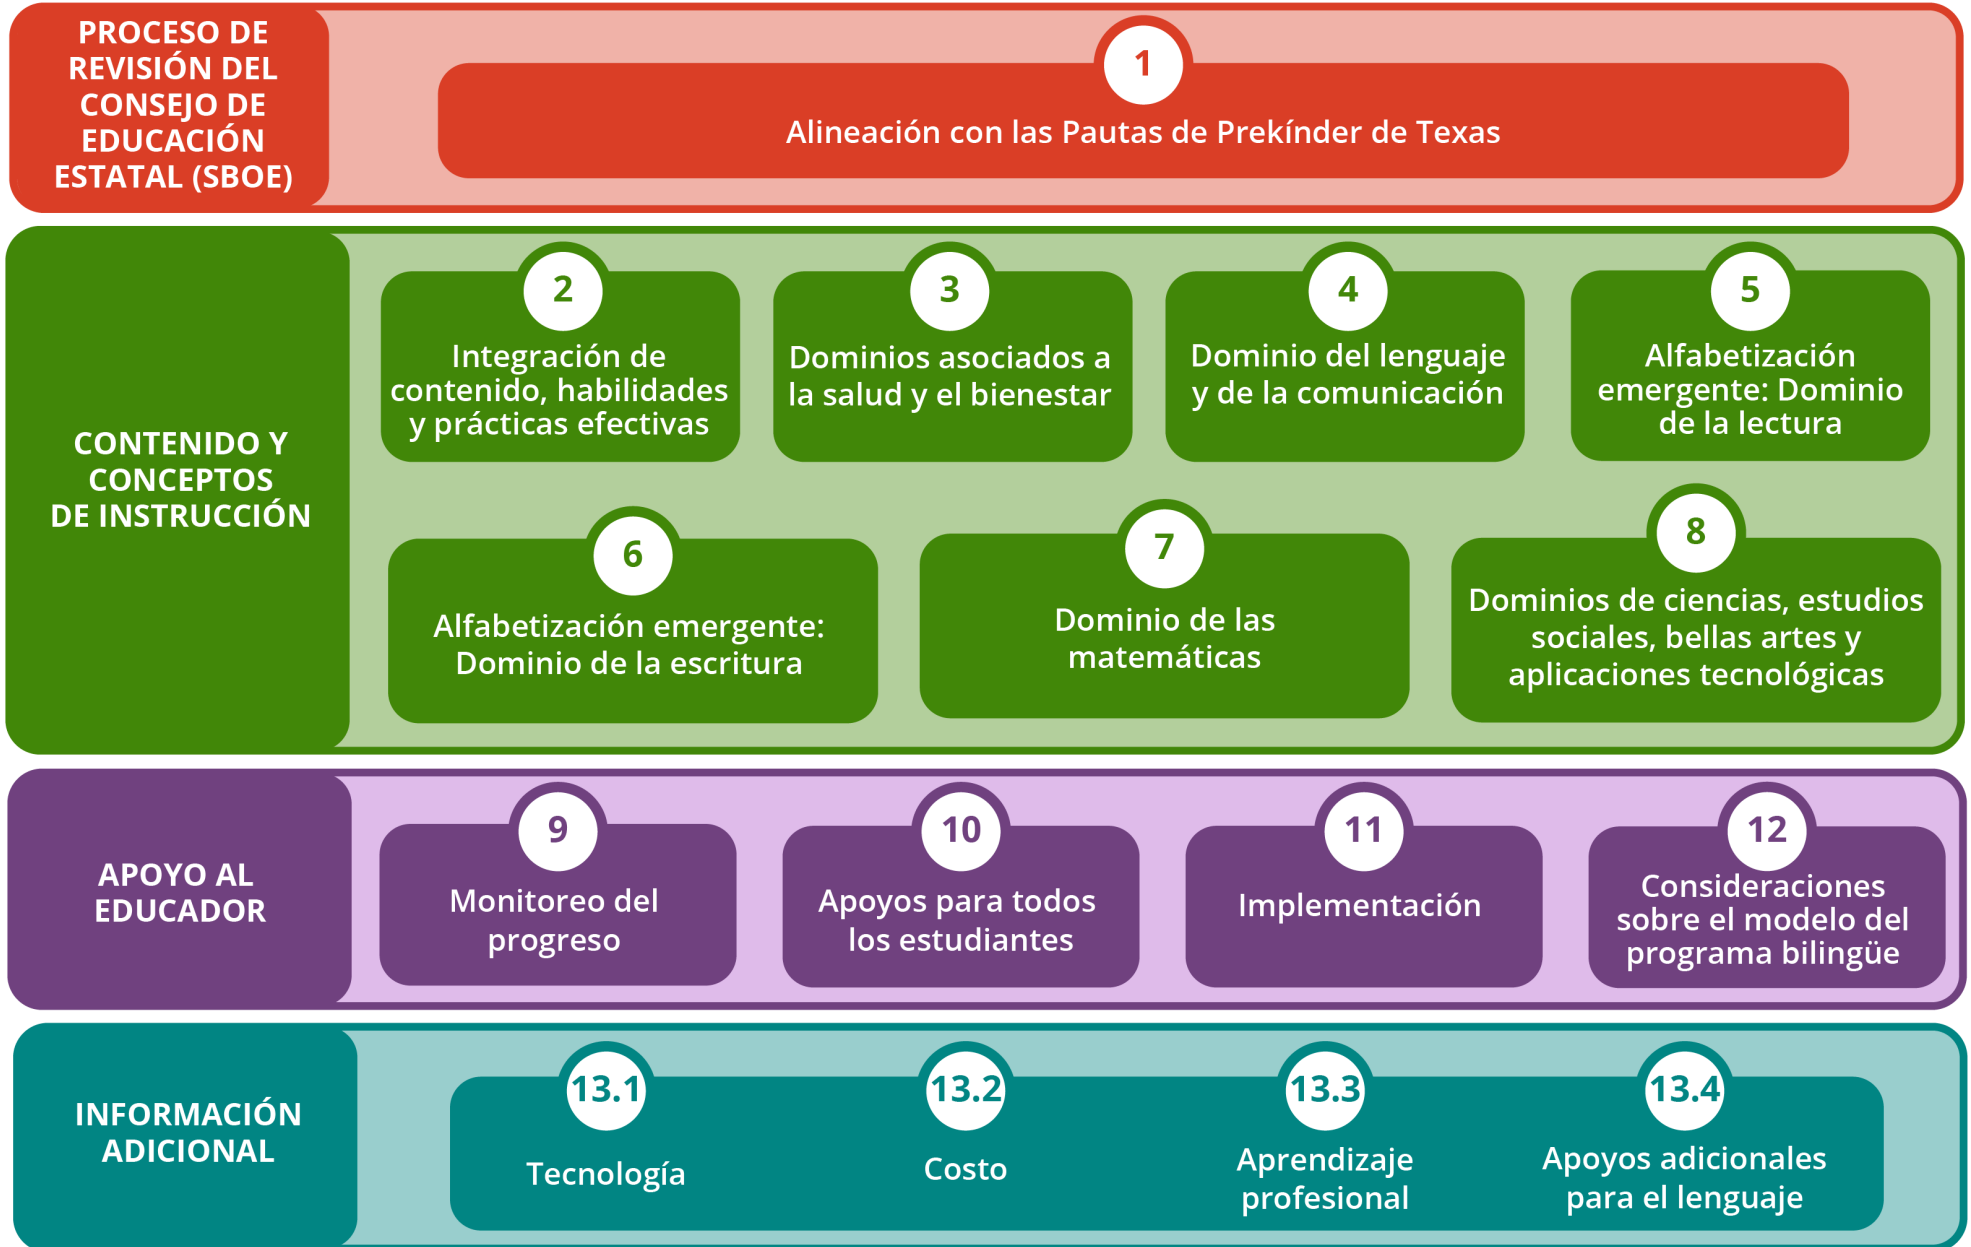 PROCESO DE
REVISIÓN DEL
CONSEJO DE
EDUCACIÓN
ESTATAL (SBOE)
1
Alineación con las Pautas de Prekínder de Texas
CONTENIDO Y
CONCEPTOS
DE INSTRUCCIÓN
2
Integración de
contenido, habilidades
y prácticas efectivas
3
Dominios asociados a
la salud y el bienestar
4
Dominio del lenguaje
y de la comunicación
5
Alfabetización
emergente: Dominio
de la lectura
6
Alfabetización emergente:
Dominio de la escritura
7
Dominio de las
matemáticas
8
Dominios de ciencias, estudios
sociales, bellas artes y
aplicaciones tecnológicas
APOYO AL
EDUCADOR
9
Monitoreo del
progreso
10
Apoyos para todos
los estudiantes
11
Implementación
12
Consideraciones
sobre el modelo del
programa bilingüe
INFORMACIÓN
ADICIONAL
13.1
Tecnología
13.2
Costo
13.3
Aprendizaje
profesional
13.4
Apoyos adicionales
para el lenguaje